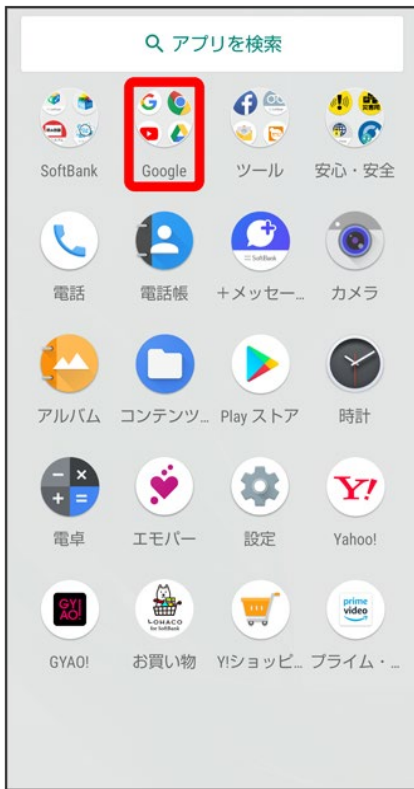 アプリを検索
SoftBank Google ツール 安心・安全
電話 電話帳 +メッセー… カメラ
アルバム コンテンツ… Play ストア 時計
電卓 エモパー 設定 Yahoo!
GYAO! お買い物 Y!ショッピ… プライム・…